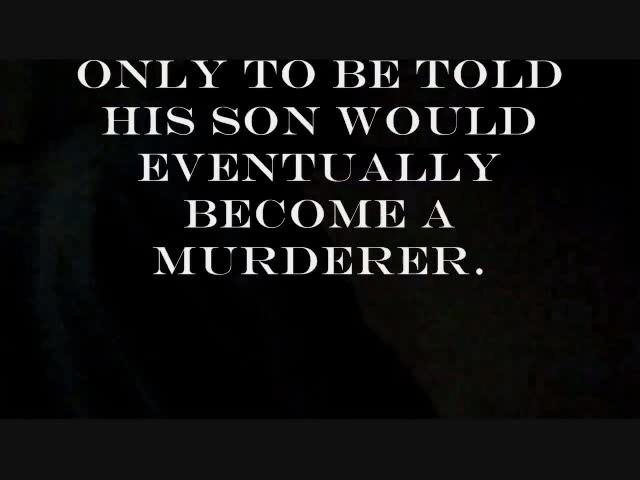 ONLY TO BE TOLD
HIS SON WOULD
EVENTUALLY
BECOME A
MURDERER.